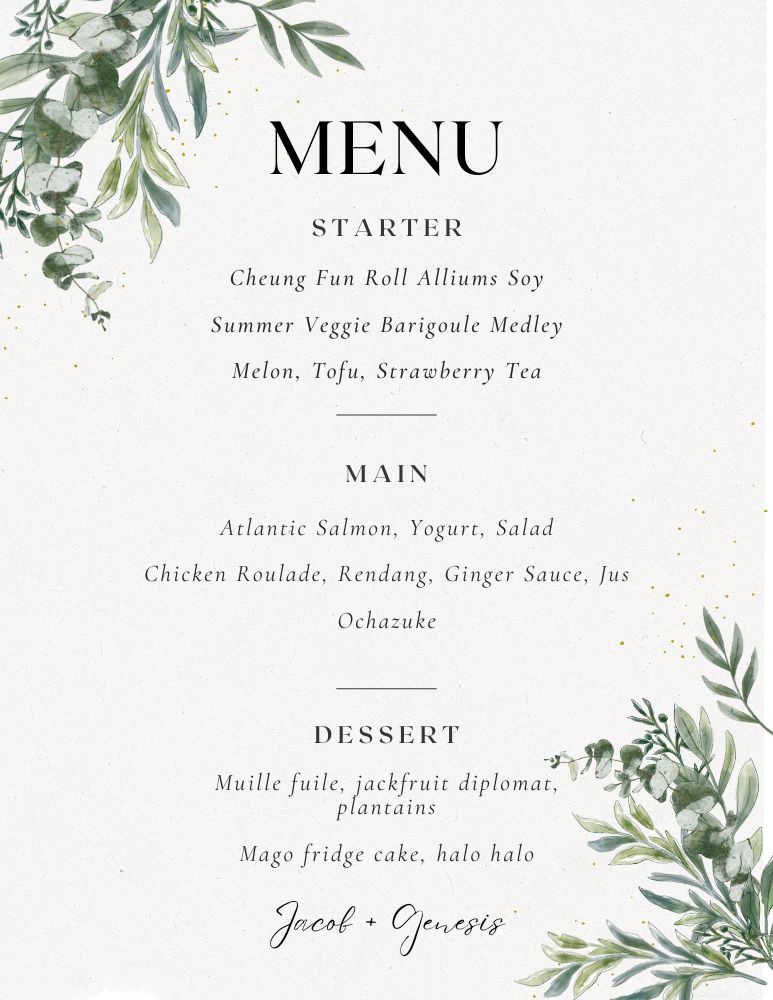 MENU
STARTER
Cheung Fun Roll Alliums Soy
Summer Veggie Barigoule Medley
Melon, Tofu, Strawberry Tea
MAIN
Atlantic Salmon, Yogurt, Salad
Chicken Roulade, Rendang, Ginger Sauce, Jus
Ochazuke
DESSERT
Muille fuile, jackfruit diplomat,
plantains
Mago fridge cake, halo halo
Jacob + Genesis